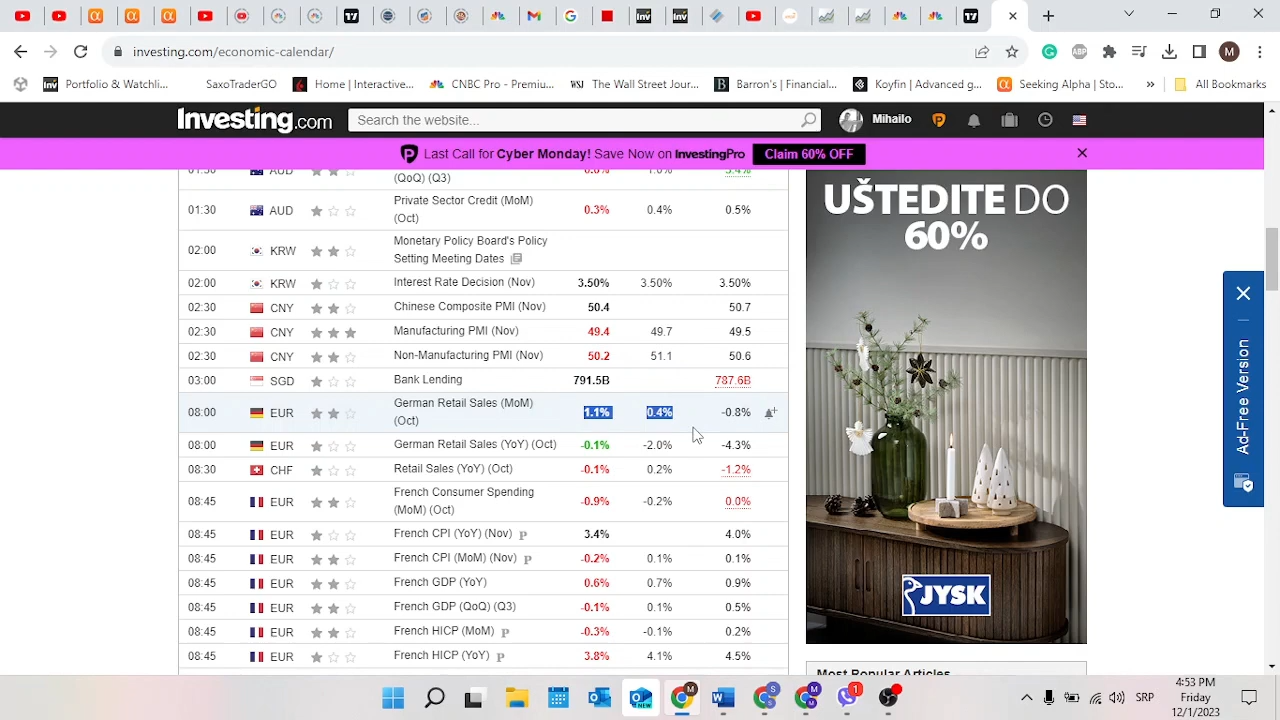 investing.com/economic-calendar/
M
Portfolio & Watchli...
SaxoTraderGO
Home | Interactive...
CNBC Pro - Premiu...
The Wall Street Jour...
Barron's | Financial...
Koyfin | Advanced g...
Seeking Alpha | Sto...
»
All Bookmarks
Investing.com
Search the website...
Mihailo
Last Call for Cyber Monday! Save Now on InvestingPro
Claim 60% OFF
01:30 AUD (QoQ) (Q3) 0.6% 1.0% 3.4%
01:30 AUD Private Sector Credit (MoM) 0.3% 0.4% 0.5%
(Oct)
02:00 KRW Monetary Policy Board's Policy
Setting Meeting Dates
02:00 KRW Interest Rate Decision (Nov) 3.50% 3.50% 3.50%
02:30 CNY Chinese Composite PMI (Nov) 50.4 50.7
02:30 CNY Manufacturing PMI (Nov) 49.4 49.7 49.5
02:30 CNY Non-Manufacturing PMI (Nov) 50.2 51.1 50.6
03:00 SGD Bank Lending 791.5B 787.6B
08:00 EUR German Retail Sales (MoM) 1.1% 0.4% -0.8%
(Oct)
08:00 EUR German Retail Sales (YoY) (Oct) -0.1% -2.0% -4.3%
08:30 CHF Retail Sales (YoY) (Oct) -0.1% 0.2% -1.2%
08:45 EUR French Consumer Spending -0.9% -0.2% 0.0%
(MoM) (Oct)
08:45 EUR French CPI (YoY) (Nov) P 3.4% 4.0%
08:45 EUR French CPI (MoM) (Nov) P -0.2% 0.1% 0.1%
08:45 EUR French GDP (YoY) 0.6% 0.7% 0.9%
08:45 EUR French GDP (QoQ) (Q3) -0.1% 0.1% 0.5%
08:45 EUR French HICP (MoM) P -0.3% -0.1% 0.2%
08:45 EUR French HICP (YoY) P 3.8% 4.1% 4.5%
UŠTEDITE DO
60%
JYSK
Most Popular Articles
Ad-Free Version
SRP
4:53 PM
Friday
12/1/2023